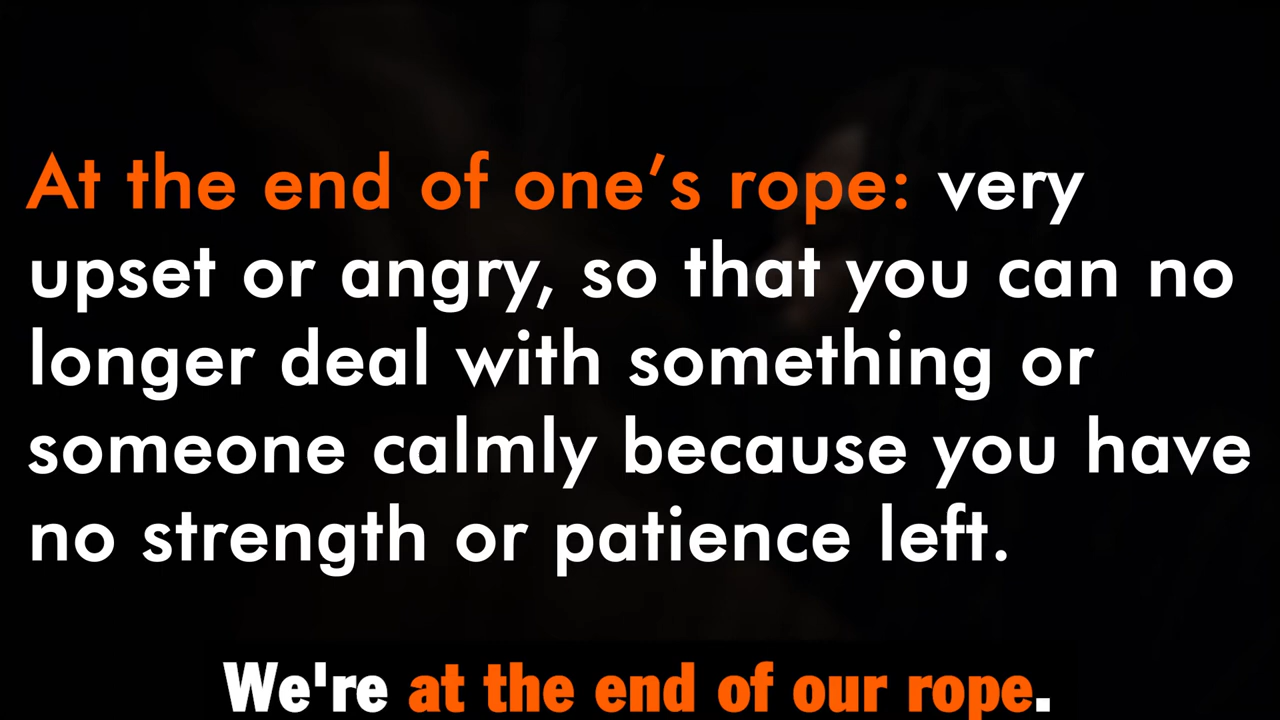 At the end of one’s rope: very
upset or angry, so that you can no
longer deal with something or
someone calmly because you have
no strength or patience left.
We're at the end of our rope.